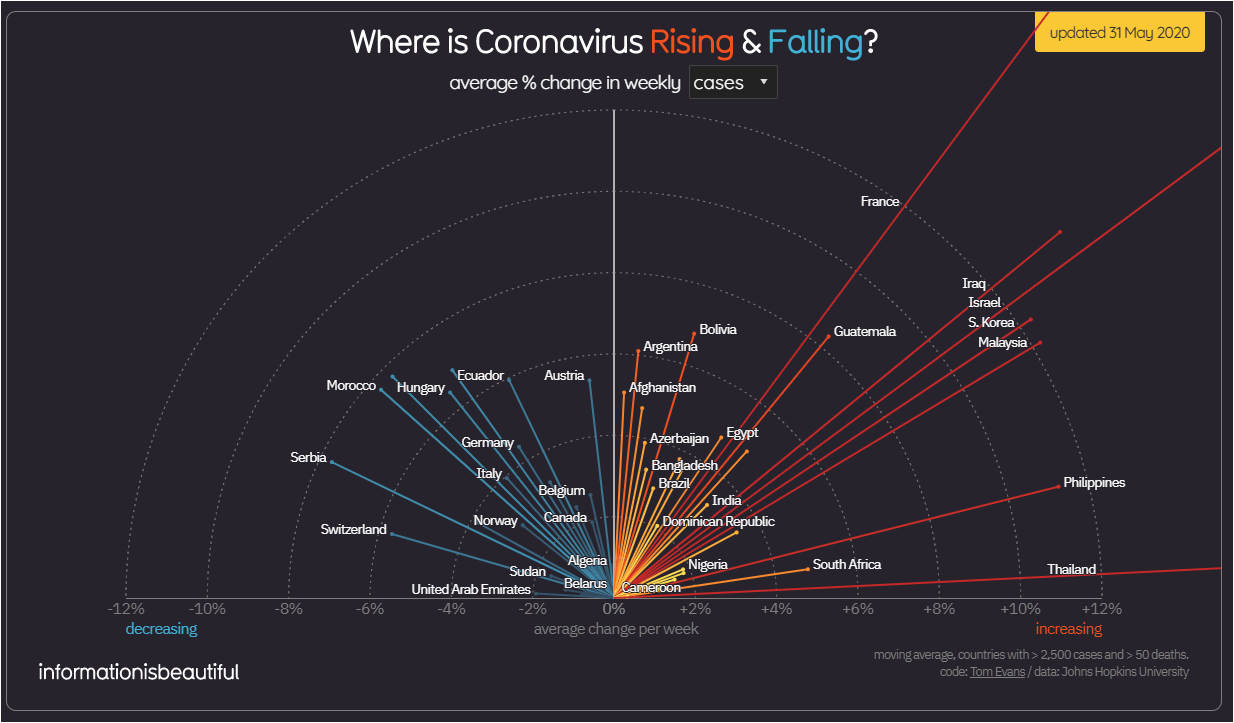 updated 31 May 2020
Where is Coronavirus Rising & Falling?
average % change in weekly cases
France
Iraq
Israel
S. Korea
Malaysia
Bolivia
Guatemala
Argentina
Ecuador
Austria
Morocco
Hungary
Afghanistan
Germany
Azerbaijan
Egypt
Serbia
Italy
Bangladesh
Belgium
Brazil
Philippines
India
Norway
Canada
Dominican Republic
Switzerland
Algeria
Nigeria
South Africa
Sudan
Thailand
Belarus
Cameroon
United Arab Emirates
-12% -10% -8% -6% -4% -2% 0% +2% +4% +6% +8% +10% +12%
decreasing average change per week increasing
moving average, countries with > 2,500 cases and > 50 deaths.
informationisbeautiful
code: Tom Evans / data: Johns Hopkins University